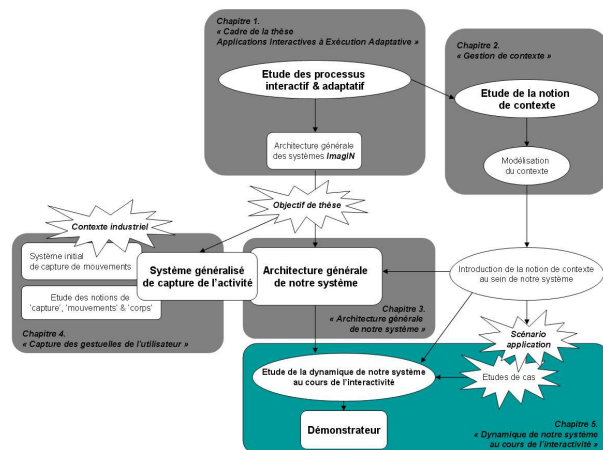 Chapitre 1.
« Cadre de la thèse
Applications Interactives à Exécution Adaptative »
Etude des processus
interactif & adaptatif
Architecture générale
des systèmes ImagIN
Chapitre 2.
« Gestion de contexte »
Etude de la notion
de contexte
Modélisation
du contexte
Objectif de thèse
Contexte industriel
Système initial
de capture de mouvements
Etude des notions de
'capture', 'mouvements' & 'corps'
Système généralisé
de capture de l'activité
Chapitre 4.
« Capture des gestuelles de l'utilisateur »
Architecture générale
de notre système
Chapitre 3.
« Architecture générale
de notre système »
Introduction de la notion de contexte
au sein de notre système
Scénario
application
Etudes de cas
Etude de la dynamique de notre système
au cours de l'interactivité
Démonstrateur
Chapitre 5.
« Dynamique de notre système
au cours de l'interactivité »